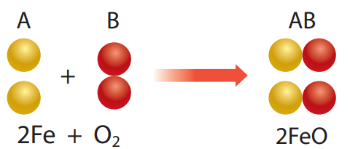 A B AB
+
2Fe + O₂ 2FeO